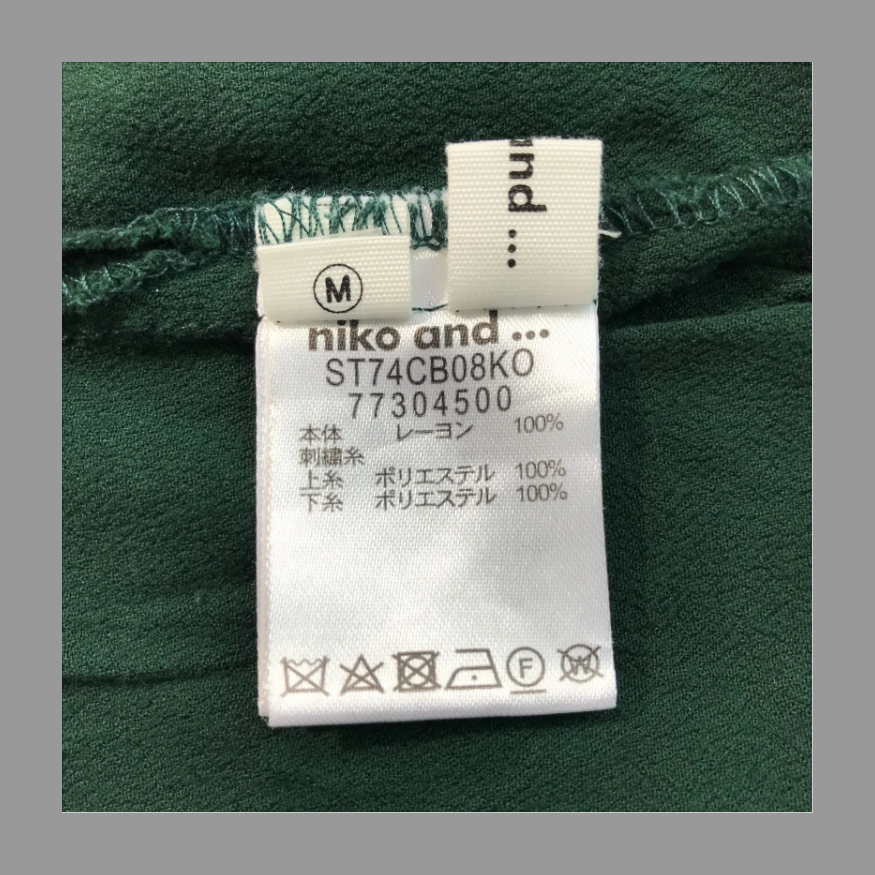 and ...
M
niko and ...
ST74CB08KO
77304500
本体 レーヨン 100%
刺繍糸
上糸 ポリエステル 100%
下糸 ポリエステル 100%
F W